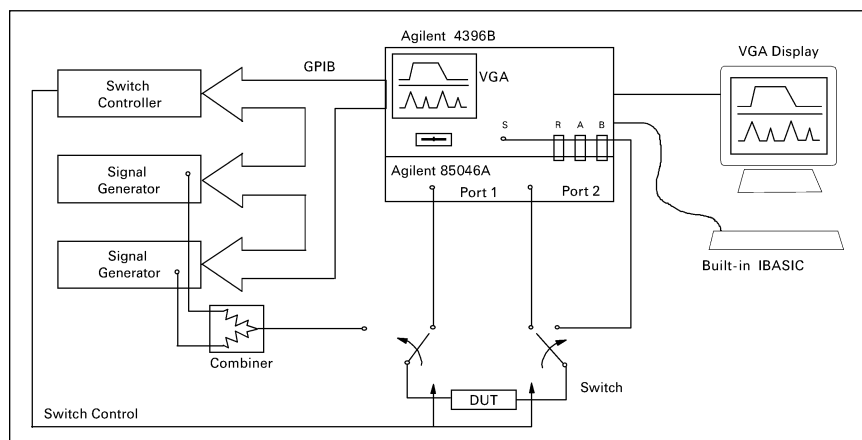 Agilent 4396B
VGA Display
GPIB
VGA
Switch
Controller
S
R
A
B
Signal
Generator
Agilent 85046A
Port 1
Port 2
Signal
Generator
Built-in IBASIC
Combiner
Switch
DUT
Switch Control